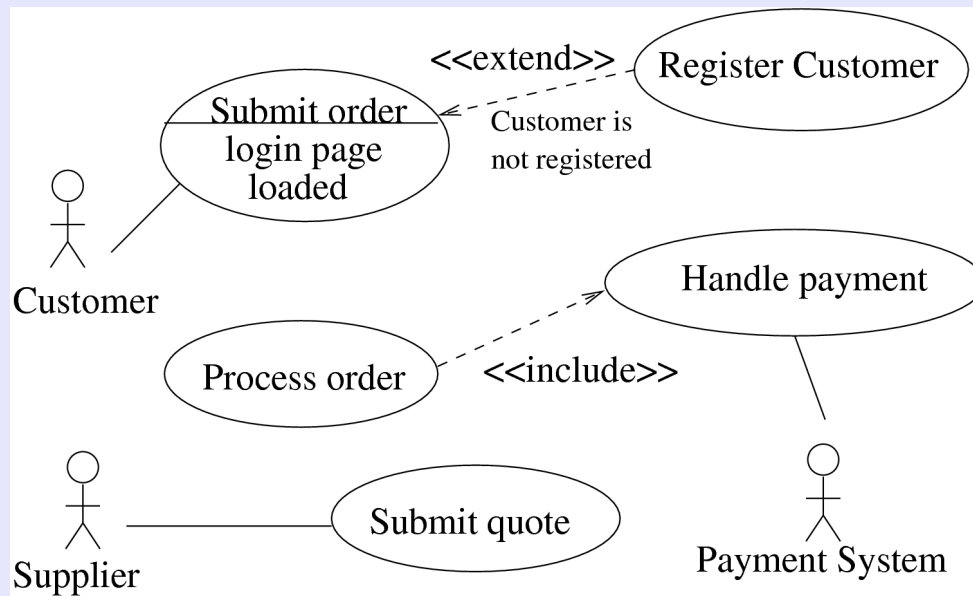 <<extend>>
Register Customer
Submit order
login page
loaded
Customer is
not registered
Customer
Handle payment
Process order
<<include>>
Submit quote
Supplier
Payment System